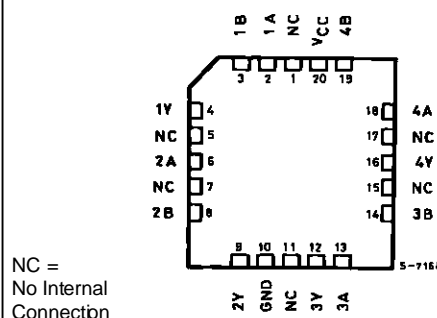 1B 1A NC VCC 4B
3 2 1 20 19
1Y 4 18 4A
NC 5 17 NC
2A 6 16 4Y
NC 7 15 NC
2B 8 14 3B
9 10 11 12 13
2Y GND NC 3Y 3A
NC =
No Internal
Connection